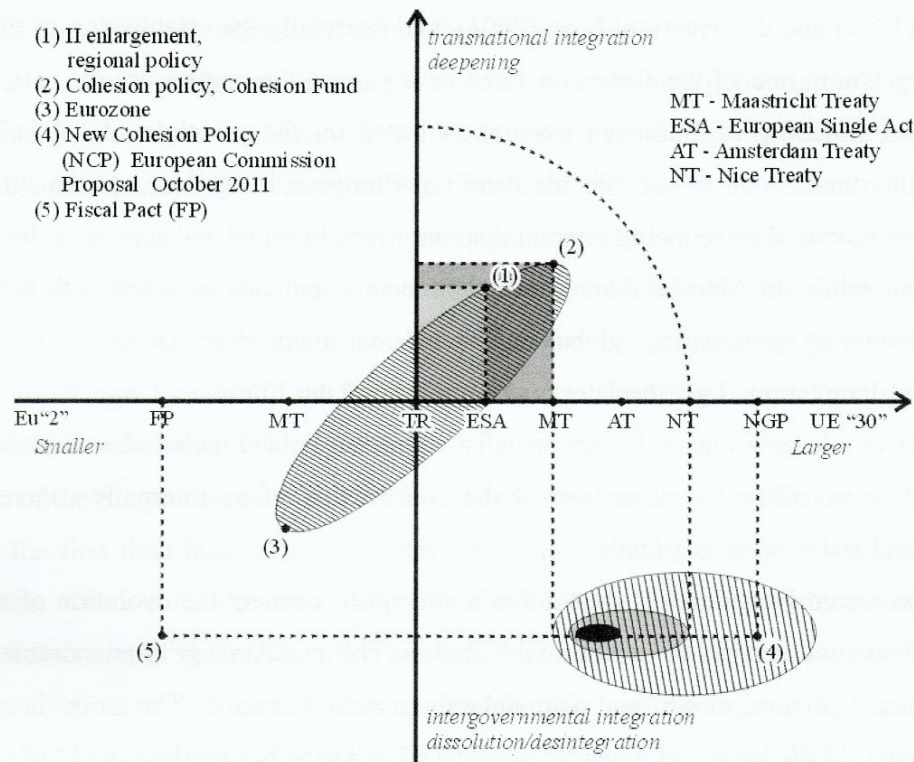 (1) II enlargement,
regional policy
(2) Cohesion policy, Cohesion Fund
(3) Eurozone
(4) New Cohesion Policy
(NCP) European Commission
Proposal October 2011
(5) Fiscal Pact (FP)
transnational integration
deepening
MT - Maastricht Treaty
ESA - European Single Act
AT - Amsterdam Treaty
NT - Nice Treaty
(2)
(1)
Eu"2" FP MT TR ESA MT AT NT NGP UE "30"
Smaller Larger
(3)
(5) (4)
intergovernmental integration
dissolution/desintegration